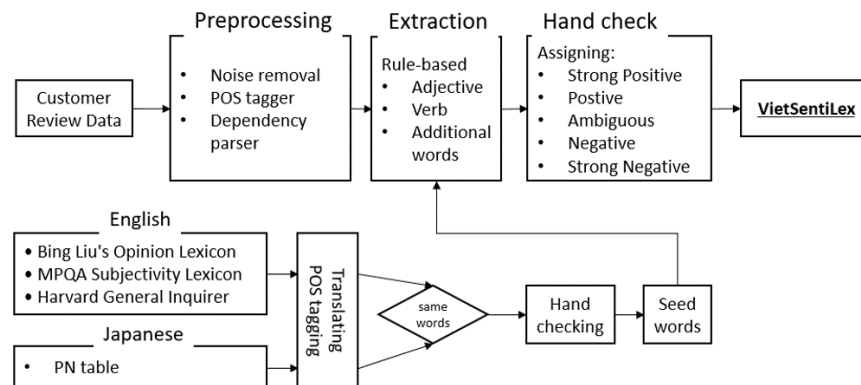 Preprocessing
Extraction
Hand check
Customer
Review Data
• Noise removal
• POS tagger
• Dependency
parser
Rule-based
• Adjective
• Verb
• Additional
words
Assigning:
• Strong Positive
• Postive
• Ambiguous
• Negative
• Strong Negative
VietSentiLex
English
• Bing Liu's Opinion Lexicon
• MPQA Subjectivity Lexicon
• Harvard General Inquirer
Japanese
• PN table
Translating
POS tagging
same
words
Hand
checking
Seed
words